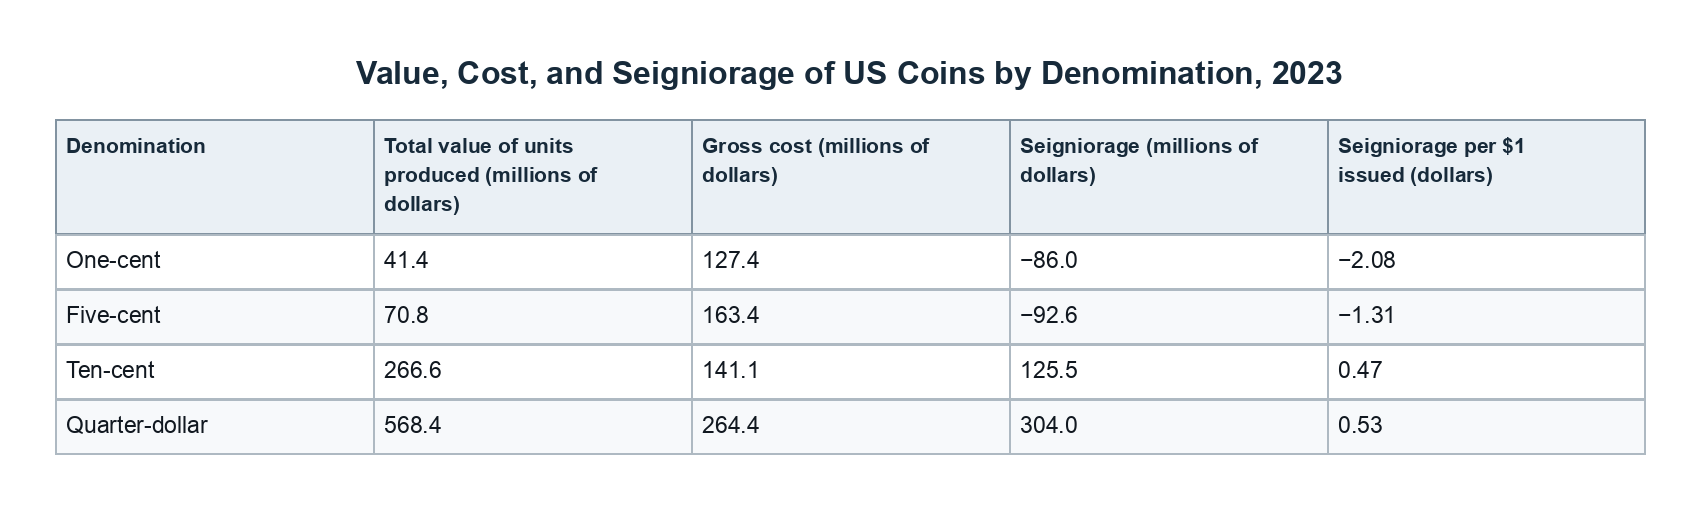 Value, Cost, and Seigniorage of US Coins by Denomination, 2023
Denomination
Total value of units
produced (millions of
dollars)
Gross cost (millions of
dollars)
Seigniorage (millions of
dollars)
Seigniorage per $1
issued (dollars)
One-cent 41.4 127.4 −86.0 −2.08
Five-cent 70.8 163.4 −92.6 −1.31
Ten-cent 266.6 141.1 125.5 0.47
Quarter-dollar 568.4 264.4 304.0 0.53